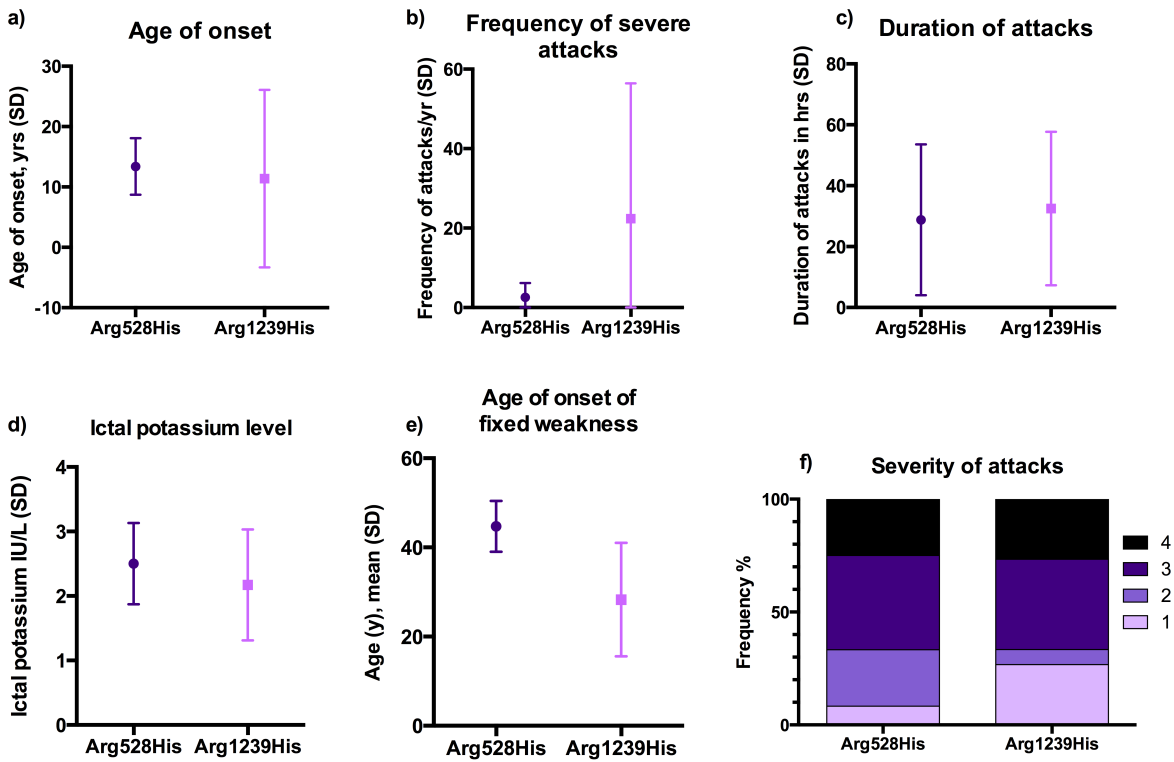 a)
Age of onset
Age of onset, yrs (SD)
30
20
10
0
-10
Arg528His
Arg1239His
b)
Frequency of severe
attacks
Frequency of attacks/yr (SD)
60
40
20
0
Arg528His
Arg1239His
c)
Duration of attacks
Duration of attacks in hrs (SD)
80
60
40
20
0
Arg528His
Arg1239His
d)
Ictal potassium level
Ictal potassium IU/L (SD)
4
3
2
1
0
Arg528His
Arg1239His
e)
Age of onset of
fixed weakness
Age (y), mean (SD)
60
40
20
0
Arg528His
Arg1239His
f)
Severity of attacks
Frequency %
100
50
0
Arg528His
Arg1239His
4
3
2
1